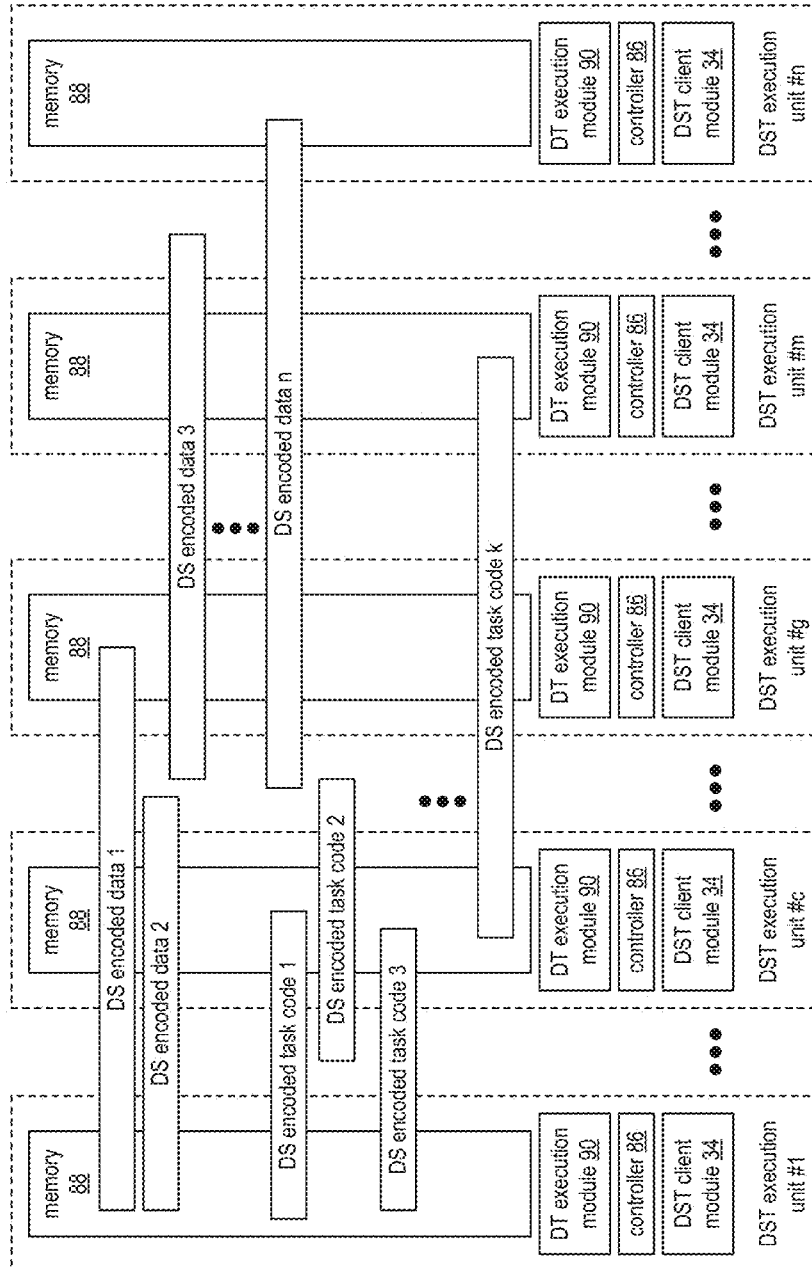 memory
88
memory
88
memory
88
memory
88
memory
88
DS encoded data 1
DS encoded data 2
DS encoded data 3
●●●
DS encoded data n
DS encoded task code 1
DS encoded task code 2
DS encoded task code 3
●●●
DS encoded task code k
DT execution
module 90
controller 86
DST client
module 34
DST execution
unit #1
●●●
DT execution
module 90
controller 86
DST client
module 34
DST execution
unit #c
●●●
DT execution
module 90
controller 86
DST client
module 34
DST execution
unit #g
●●●
DT execution
module 90
controller 86
DST client
module 34
DST execution
unit #m
●●●
DT execution
module 90
controller 86
DST client
module 34
DST execution
unit #n